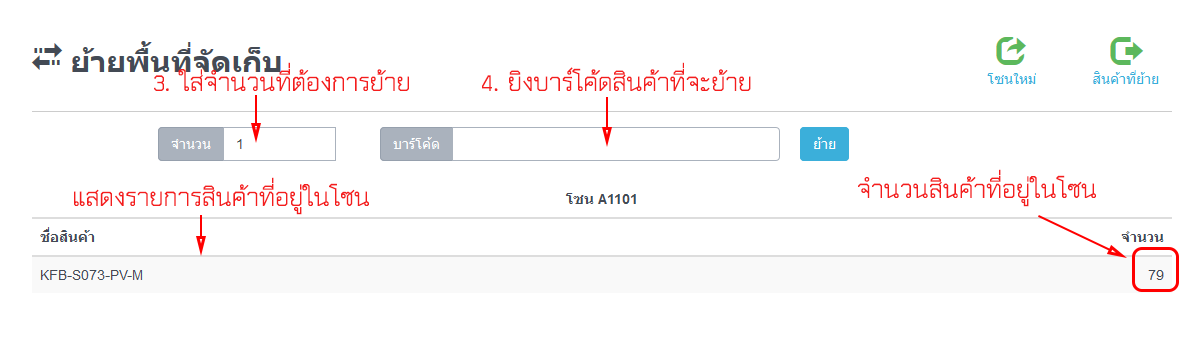 ย้ายพื้นที่จัดเก็บ
3. ใส่จำนวนที่ต้องการย้าย
4. ยิงบาร์โค้ดสินค้าที่จะย้าย
โซนใหม่
สินค้าที่ย้าย
จำนวน 1 บาร์โค้ด ย้าย
แสดงรายการสินค้าที่อยู่ในโซน
โซน A1101
จำนวนสินค้าที่อยู่ในโซน
ชื่อสินค้า จำนวน
KFB-S073-PV-M 79